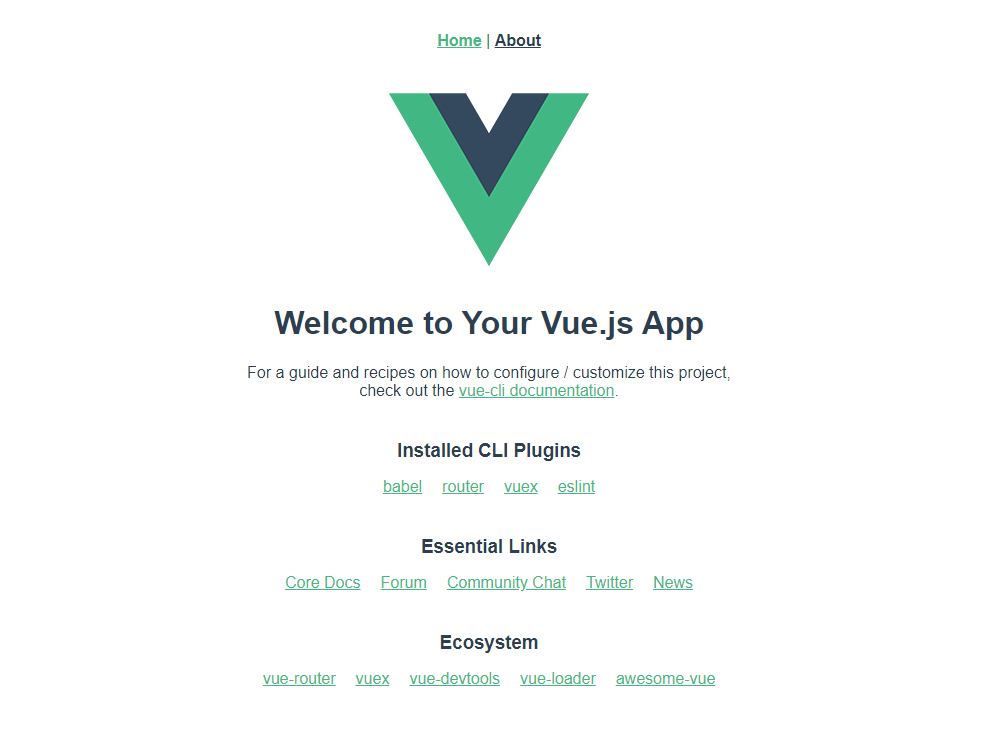 Home | About
Welcome to Your Vue.js App
For a guide and recipes on how to configure / customize this project,
check out the vue-cli documentation.
Installed CLI Plugins
babel router vuex eslint
Essential Links
Core Docs Forum Community Chat Twitter News
Ecosystem
vue-router vuex vue-devtools vue-loader awesome-vue